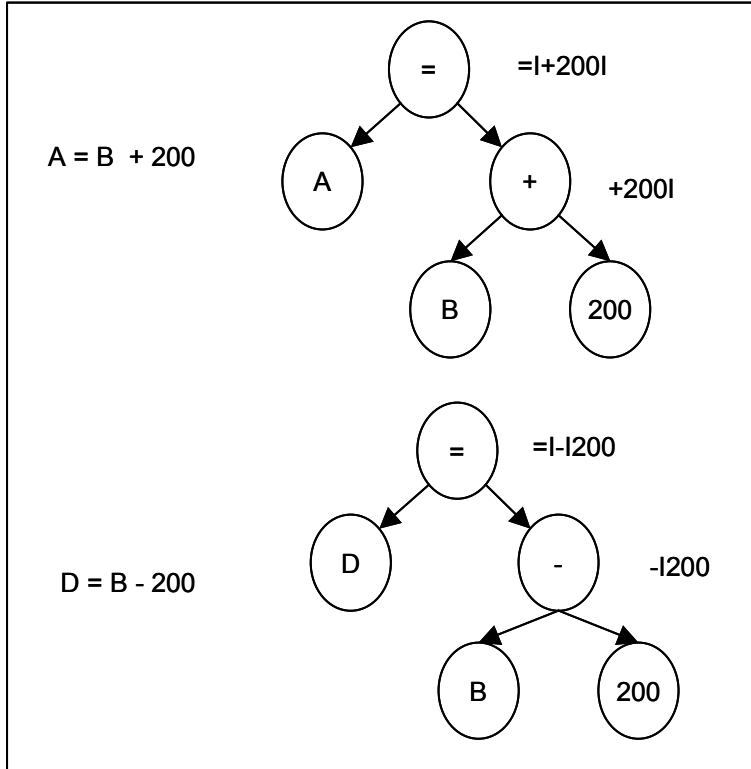 =
=I+200I
A = B + 200
A
+
+200I
B
200
=
=I-I200
D = B - 200
D
-
-I200
B
200